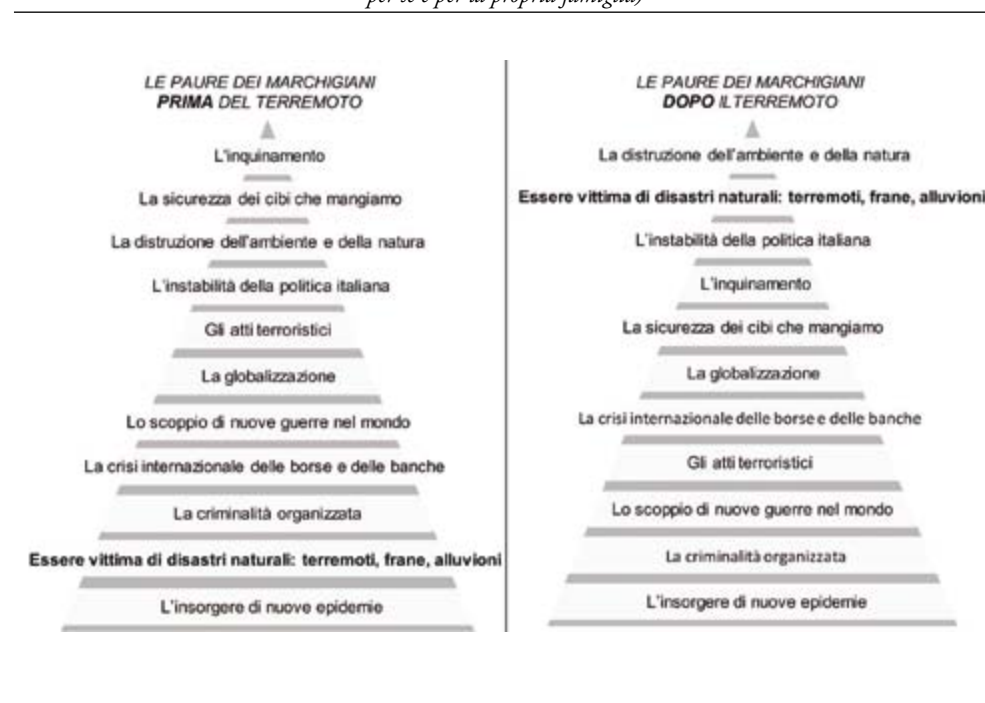 per sé e per la propria famiglia)
LE PAURE DEI MARCHIGIANI
PRIMA DEL TERREMOTO
L'inquinamento
La sicurezza dei cibi che mangiamo
La distruzione dell'ambiente e della natura
L'instabilità della politica italiana
Gli atti terroristici
La globalizzazione
Lo scoppio di nuove guerre nel mondo
La crisi internazionale delle borse e delle banche
La criminalità organizzata
Essere vittima di disastri naturali: terremoti, frane, alluvioni
L'insorgere di nuove epidemie
LE PAURE DEI MARCHIGIANI
DOPO IL TERREMOTO
La distruzione dell'ambiente e della natura
Essere vittima di disastri naturali: terremoti, frane, alluvioni
L'instabilità della politica italiana
L'inquinamento
La sicurezza dei cibi che mangiamo
La globalizzazione
La crisi internazionale delle borse e delle banche
Gli atti terroristici
Lo scoppio di nuove guerre nel mondo
La criminalità organizzata
L'insorgere di nuove epidemie